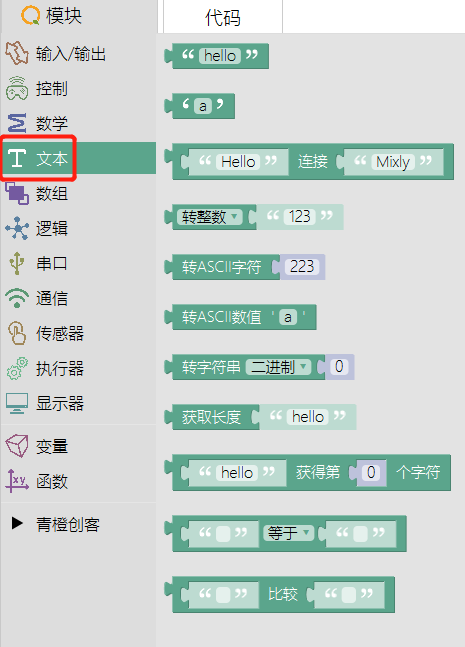 模块
代码
输入/输出
控制
数学
文本
数组
逻辑
串口
通信
传感器
执行器
显示器
变量
函数
青橙创客
“ hello ”
‘ a ’
“ Hello ” 连接 “ Mixly ”
转整数 “ 123 ”
转ASCII字符 223
转ASCII数值 ' a '
转字符串 二进制 0
获取长度 “ hello ”
“ hello ” 获得第 0 个字符
“ ” 等于 “ ”
“ ” 比较 “ ”